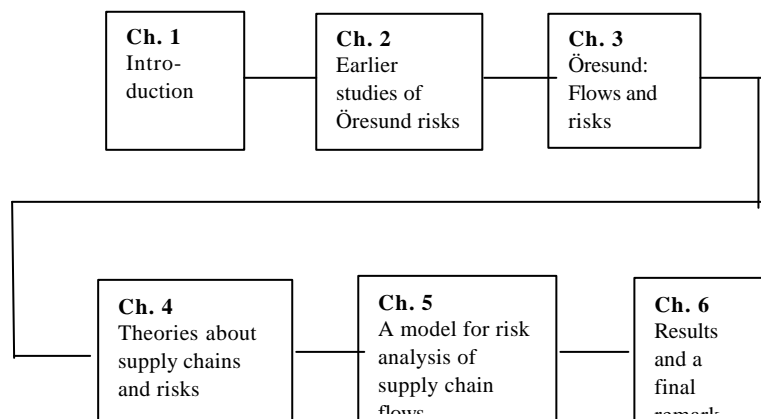 Ch. 1
Intro-
duction
Ch. 2
Earlier
studies of
Öresund risks
Ch. 3
Öresund:
Flows and
risks
Ch. 4
Theories about
supply chains
and risks
Ch. 5
A model for risk
analysis of
supply chain
flows
Ch. 6
Results
and a
final
remark